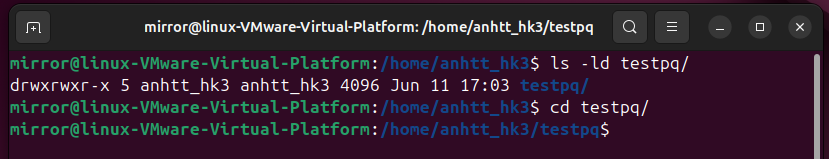 mirror@linux-VMware-Virtual-Platform: /home/anhtt_hk3/testpq
mirror@linux-VMware-Virtual-Platform:/home/anhtt_hk3$ ls -ld testpq/
drwxrwxr-x 5 anhtt_hk3 anhtt_hk3 4096 Jun 11 17:03 testpq/
mirror@linux-VMware-Virtual-Platform:/home/anhtt_hk3$ cd testpq/
mirror@linux-VMware-Virtual-Platform:/home/anhtt_hk3/testpq$